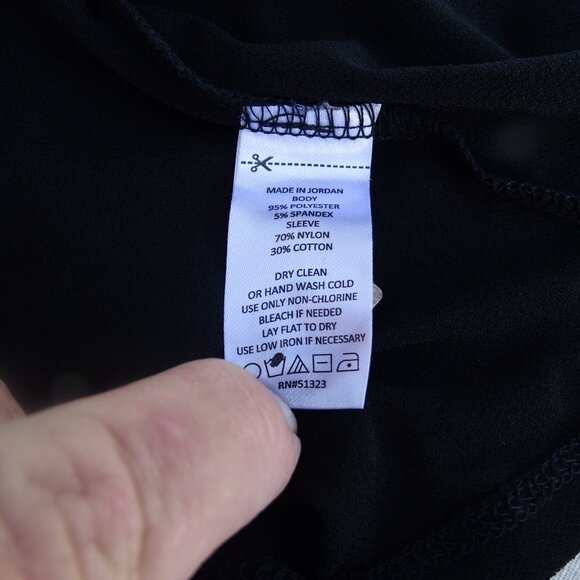 MADE IN JORDAN
BODY
95% POLYESTER
5% SPANDEX
SLEEVE
70% NYLON
30% COTTON
DRY CLEAN
OR HAND WASH COLD
USE ONLY NON-CHLORINE
BLEACH IF NEEDED
LAY FLAT TO DRY
USE LOW IRON IF NECESSARY
RN#51323